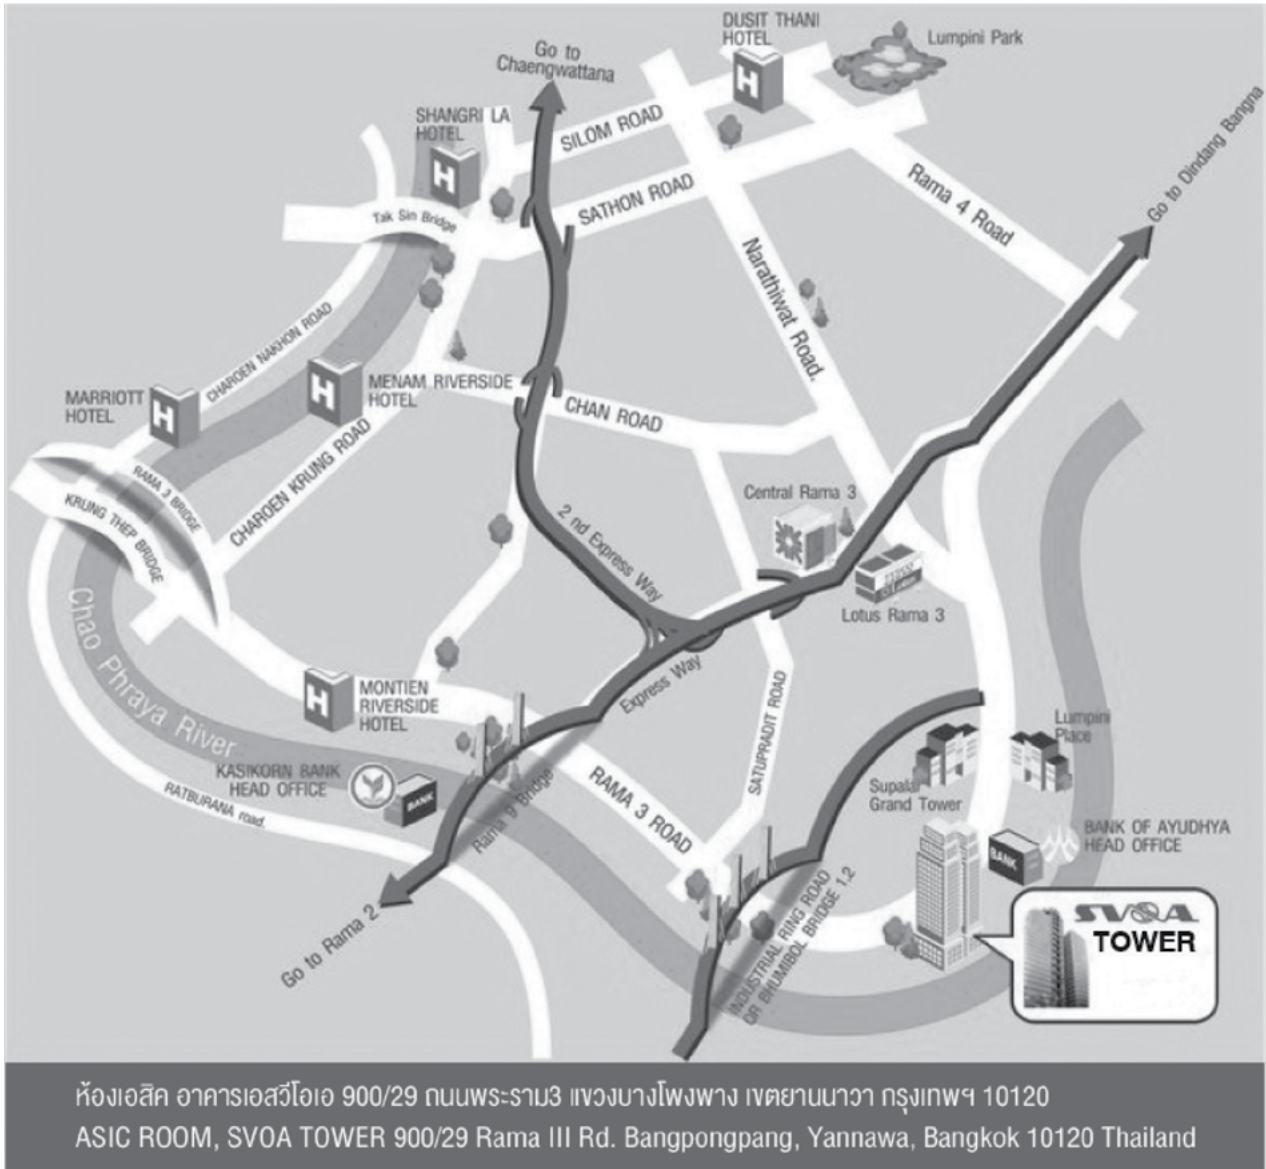 DUSIT THANI
HOTEL
Lumpini Park
Go to
Chaengwattana
SHANGRI LA
HOTEL
H
H
SILOM ROAD
SATHON ROAD
Rama 4 Road
Go to Dindang Bangna
Tak Sin Bridge
Narathiwat Road.
CHAROEN NAKHON ROAD
MARRIOTT
HOTEL
H
H
MENAM RIVERSIDE
HOTEL
CHAN ROAD
CHAROEN KRUNG ROAD
RAMA 3 BRIDGE
KRUNG THEP BRIDGE
Central Rama 3
2 nd Express Way
Lotus Rama 3
Chao Phraya River
Express Way
H
MONTIEN
RIVERSIDE
HOTEL
SATUPRADIT ROAD
Lumpini
Place
KASIKORN BANK
HEAD OFFICE
BANK
RATBURANA road.
Rama 9 Bridge
RAMA 3 ROAD
Supalai
Grand Tower
BANK
BANK OF AYUDHYA
HEAD OFFICE
Go to Rama 2
INDUSTRIAL RING ROAD
OR BHUMIBOL BRIDGE 1,2
SVOA
TOWER
ห้องเอสิค อาคารเอสวีโอเอ 900/29 ถนนพระราม3 แขวงบางโพงพาง เขตยานนาวา กรุงเทพฯ 10120
ASIC ROOM, SVOA TOWER 900/29 Rama III Rd. Bangpongpang, Yannawa, Bangkok 10120 Thailand